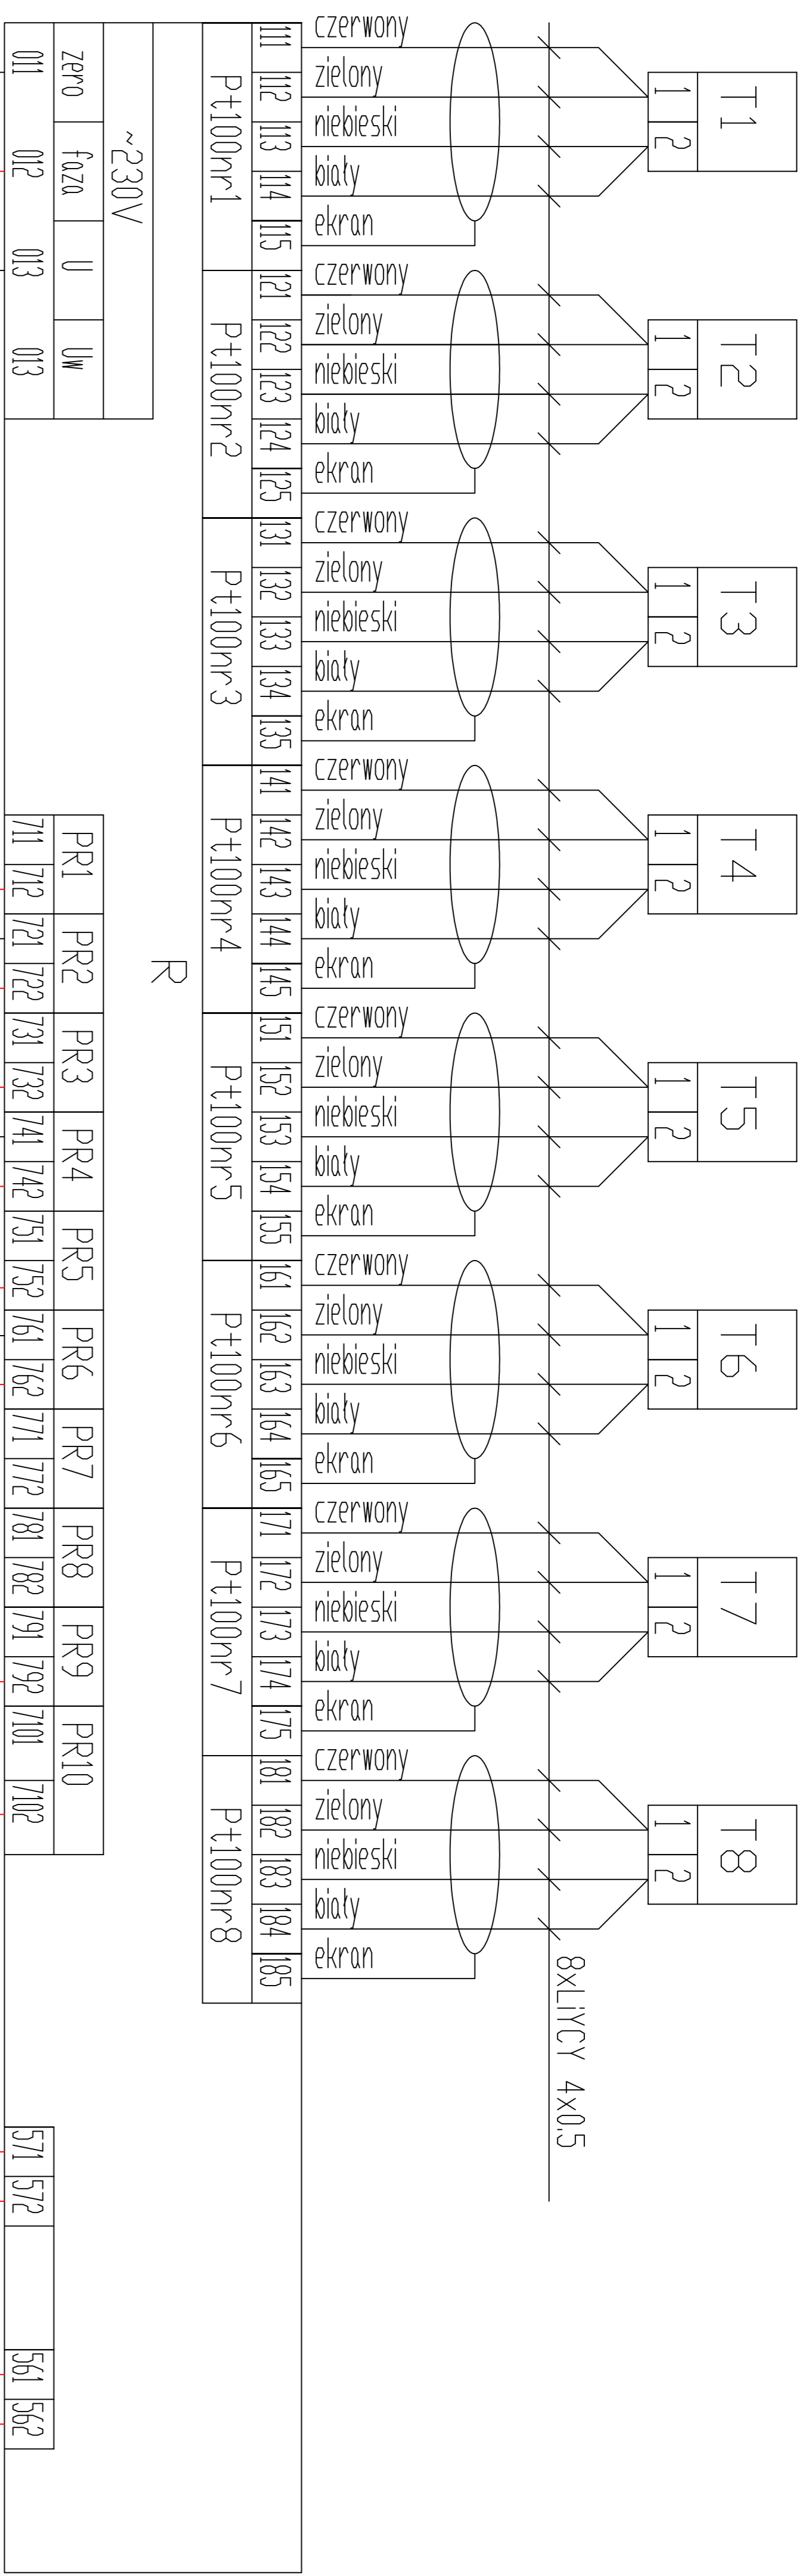 T1 T2 T3 T4 T5 T6 T7 T8
1 2 1 2 1 2 1 2 1 2 1 2 1 2 1 2
8xLiYCY 4x0.5
czerwony zielony niebieski biały ekran czerwony zielony niebieski biały ekran czerwony zielony niebieski biały ekran czerwony zielony niebieski biały ekran czerwony zielony niebieski biały ekran czerwony zielony niebieski biały ekran czerwony zielony niebieski biały ekran czerwony zielony niebieski biały ekran
111 112 113 114 115 121 122 123 124 125 131 132 133 134 135 141 142 143 144 145 151 152 153 154 155 161 162 163 164 165 171 172 173 174 175 181 182 183 184 185
Pt100nr1 Pt100nr2 Pt100nr3 Pt100nr4 Pt100nr5 Pt100nr6 Pt100nr7 Pt100nr8
R
~230V
zero faza U Uw PR1 PR2 PR3 PR4 PR5 PR6 PR7 PR8 PR9 PR10
011 012 013 013 711 712 721 722 731 732 741 742 751 752 761 762 771 772 781 782 791 792 7101 7102 571 572 561 562